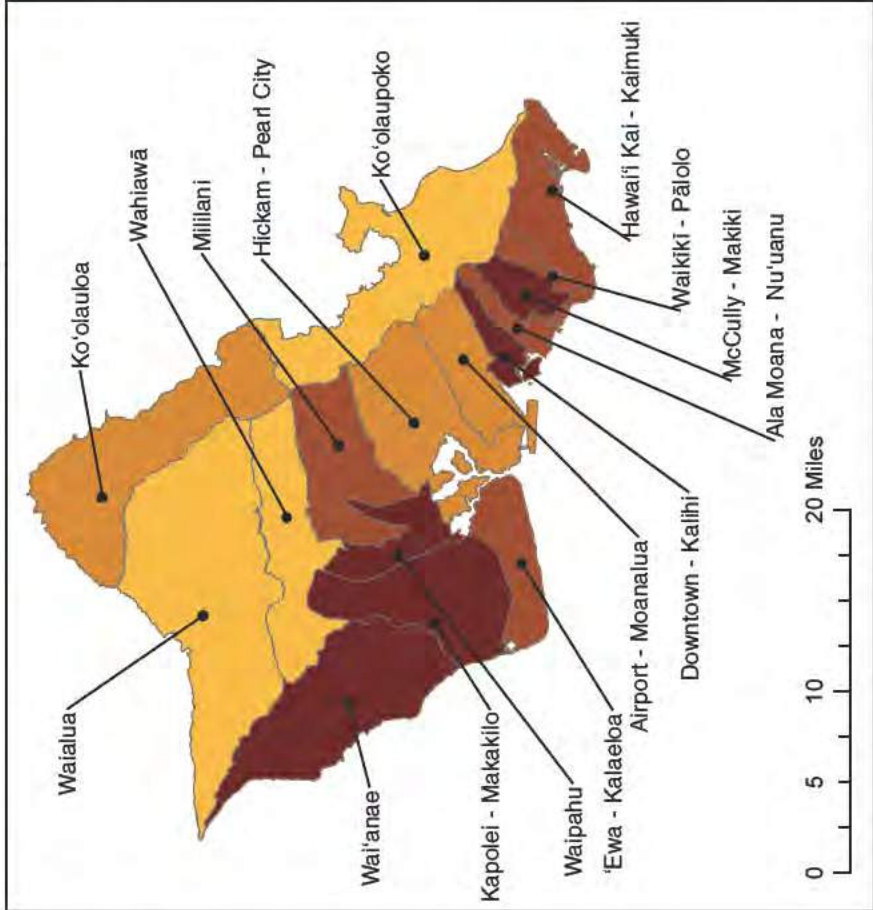 Waialua
Ko‘olauloa
Wahiawā
Mililani
Hickam - Pearl City
Ko‘olaupoko
Wai‘anae
Kapolei - Makakilo
Waipahu
‘Ewa - Kalaeloa
Airport - Moanalua
Downtown - Kalihi
Ala Moana - Nu‘uanu
McCully - Makiki
Waikiki - Pālolo
Hawai‘i Kai - Kaimuki
0 5 10 20 Miles